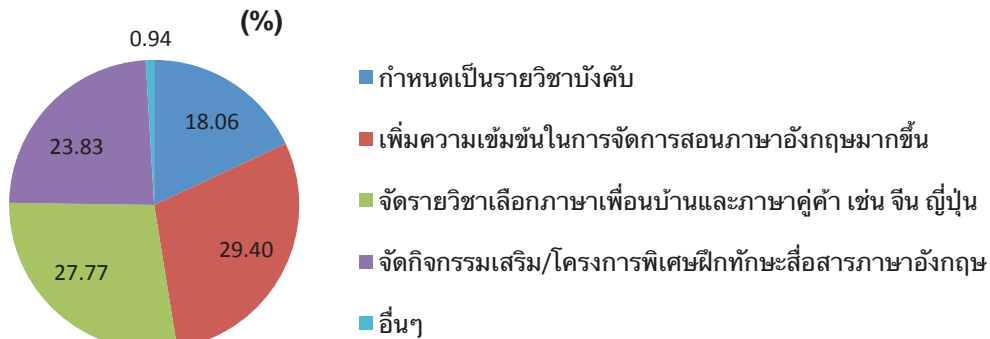 (%)
0.94
18.06
23.83
29.40
27.77
กำหนดเป็นรายวิชาบังคับ
เพิ่มความเข้มข้นในการจัดการสอนภาษาอังกฤษมากขึ้น
จัดรายวิชาเลือกภาษาเพื่อนบ้านและภาษาคู่ค้า เช่น จีน ญี่ปุ่น
จัดกิจกรรมเสริม/โครงการพิเศษฝึกทักษะสื่อสารภาษาอังกฤษ
อื่นๆ